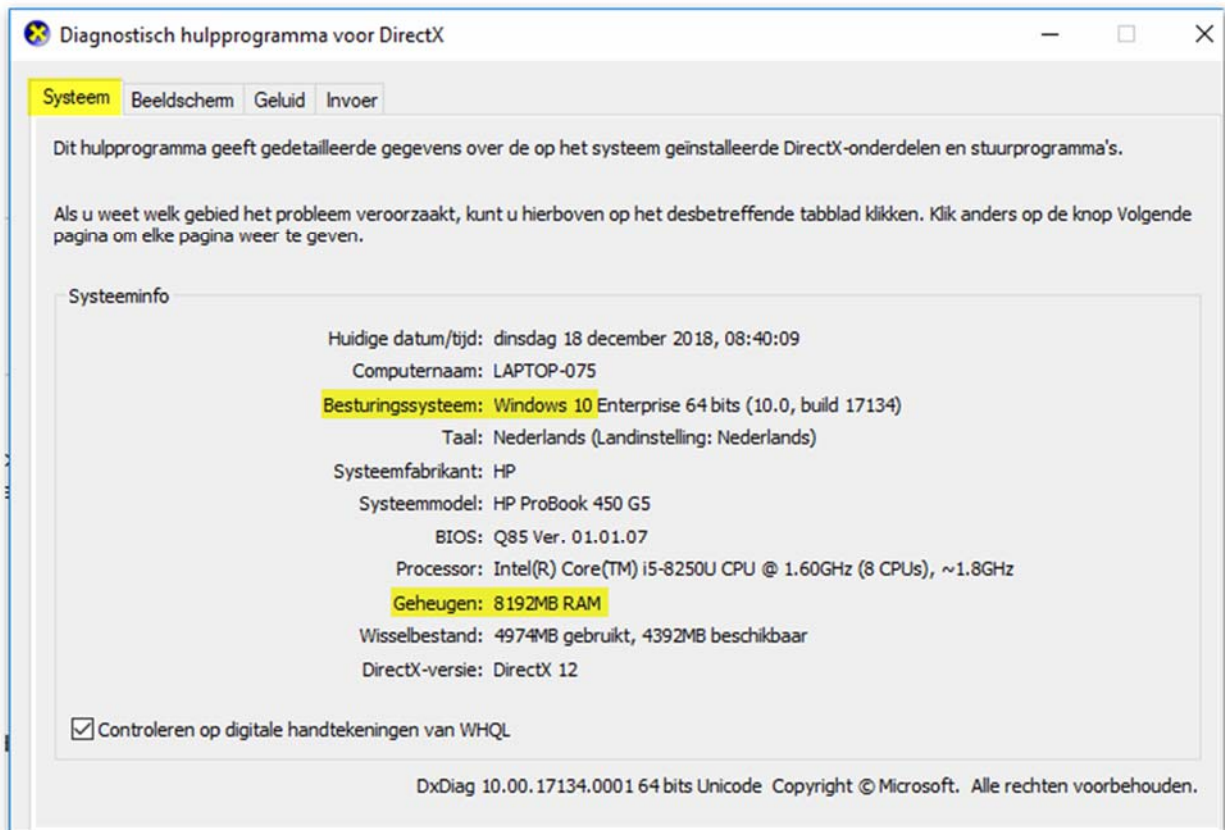 Diagnostisch hulpprogramma voor DirectX
Systeem Beeldscherm Geluid Invoer
Dit hulpprogramma geeft gedetailleerde gegevens over de op het systeem geïnstalleerde DirectX-onderdelen en stuurprogramma's.
Als u weet welk gebied het probleem veroorzaakt, kunt u hierboven op het desbetreffende tabblad klikken. Klik anders op de knop Volgende
pagina om elke pagina weer te geven.
Systeeminfo
Huidige datum/tijd: dinsdag 18 december 2018, 08:40:09
Computernaam: LAPTOP-075
Besturingssysteem: Windows 10 Enterprise 64 bits (10.0, build 17134)
Taal: Nederlands (Landinstelling: Nederlands)
Systeemfabrikant: HP
Systeemmodel: HP ProBook 450 G5
BIOS: Q85 Ver. 01.01.07
Processor: Intel(R) Core(TM) i5-8250U CPU @ 1.60GHz (8 CPUs), ~1.8GHz
Geheugen: 8192MB RAM
Wisselbestand: 4974MB gebruikt, 4392MB beschikbaar
DirectX-versie: DirectX 12
Controleren op digitale handtekeningen van WHQL
DxDiag 10.00.17134.0001 64 bits Unicode Copyright © Microsoft. Alle rechten voorbehouden.